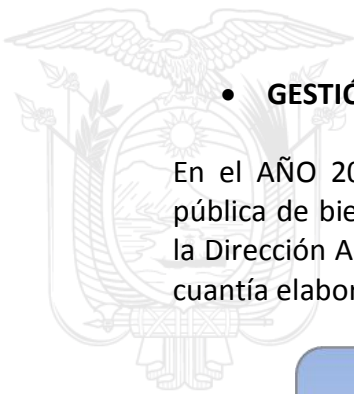 • GESTIÓ
En el AÑO 20
pública de bie
la Dirección A
cuantía elabor